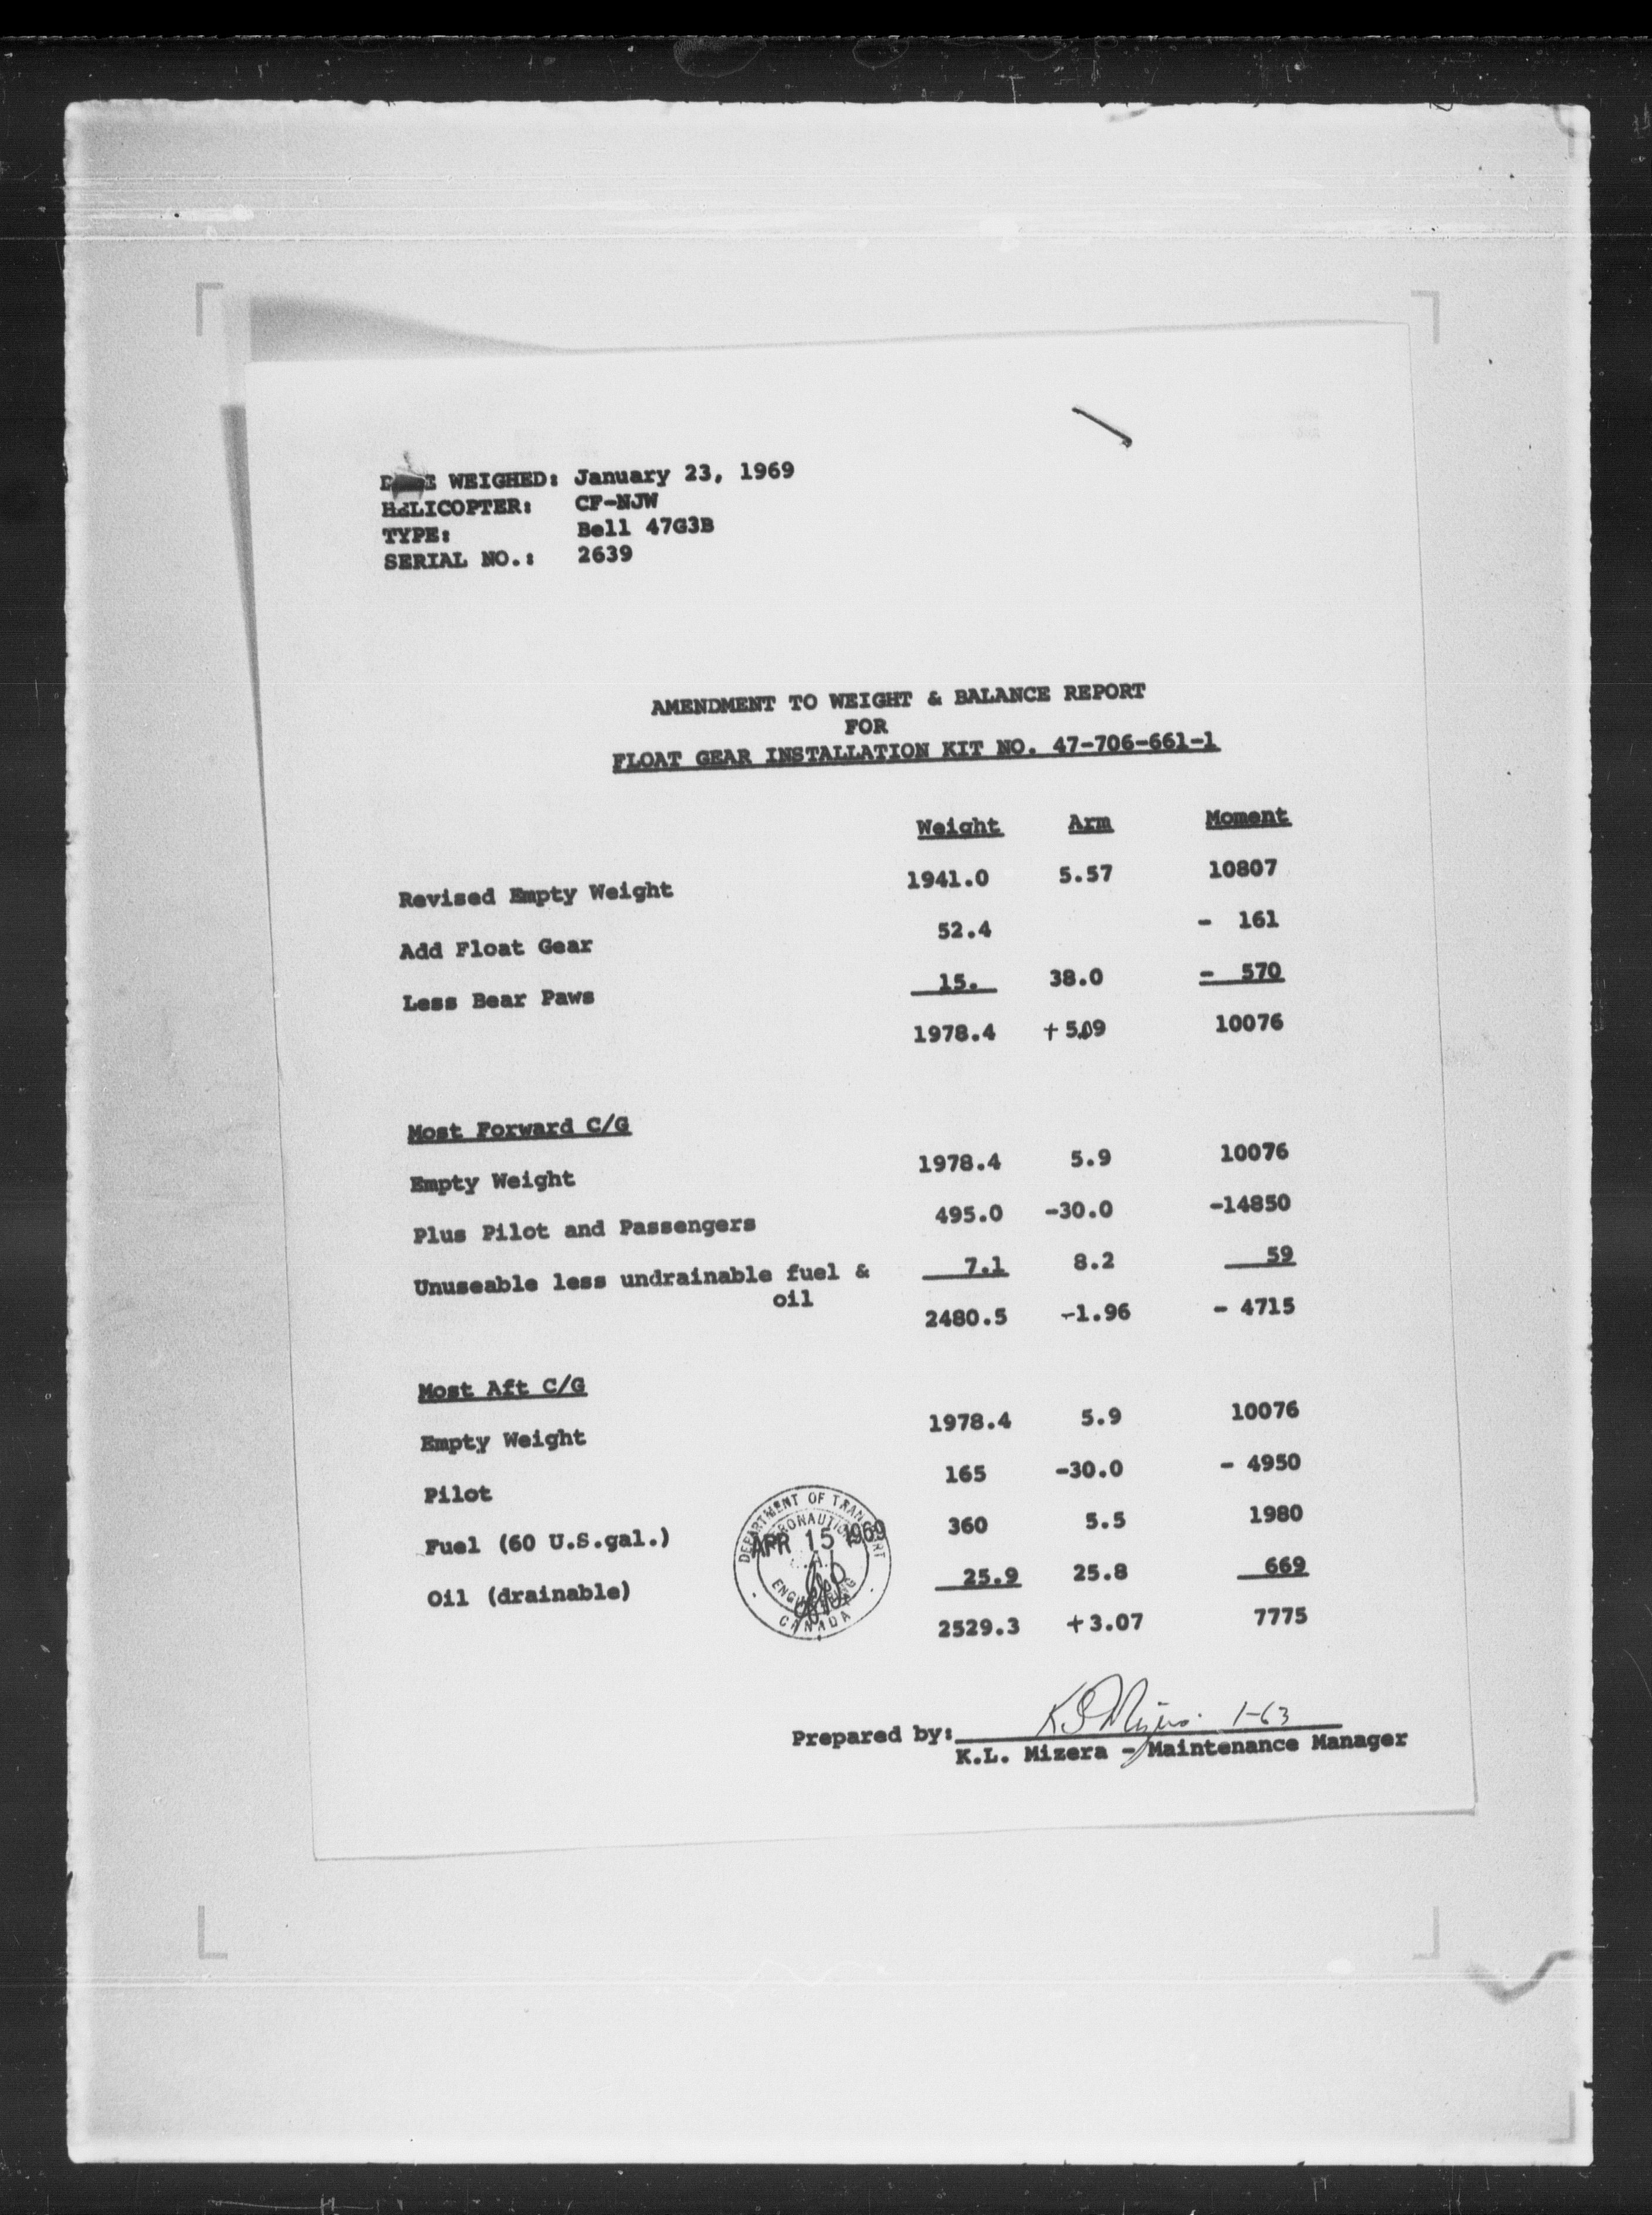 WEIGHED: January 23, 1969
HELICOPTER: CF-NJW
TYPE: Bell 47G3B
SERIAL NO.: 2639
AMENDMENT TO WEIGHT & BALANCE REPORT
FOR
FLOAT GEAR INSTALLATION KIT NO. 47-706-661-1
Weight Arm Moment
Revised Empty Weight 1941.0 5.57 10807
Add Float Gear 52.4 - 161
Less Bear Paws 15. 38.0 - 570
1978.4 +5.09 10076
Most Forward C/G
Empty Weight 1978.4 5.9 10076
Plus Pilot and Passengers 495.0 -30.0 -14850
Unuseable less undrainable fuel & 7.1 8.2 59
oil
2480.5 -1.96 - 4715
Most Aft C/G
Empty Weight 1978.4 5.9 10076
Pilot 165 -30.0 - 4950
Fuel (60 U.S.gal.) 360 5.5 1980
Oil (drainable) 25.9 25.8 669
2529.3 +3.07 7775
DEPARTMENT OF TRANSPORT
APR 15 1969
ENGINEERING
CANADA
Prepared by:
K.L. Mizera - Maintenance Manager